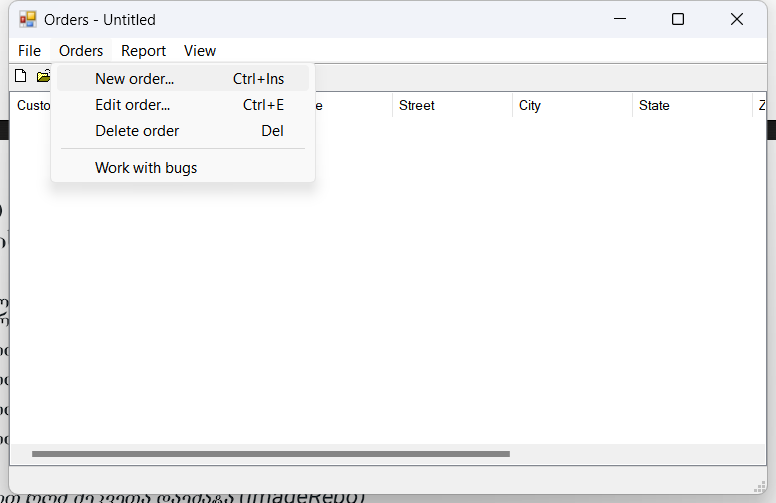 Orders - Untitled
File Orders Report View
New order... Ctrl+Ins
Edit order... Ctrl+E
Delete order Del
Work with bugs
Street City State
(ImageRepo)